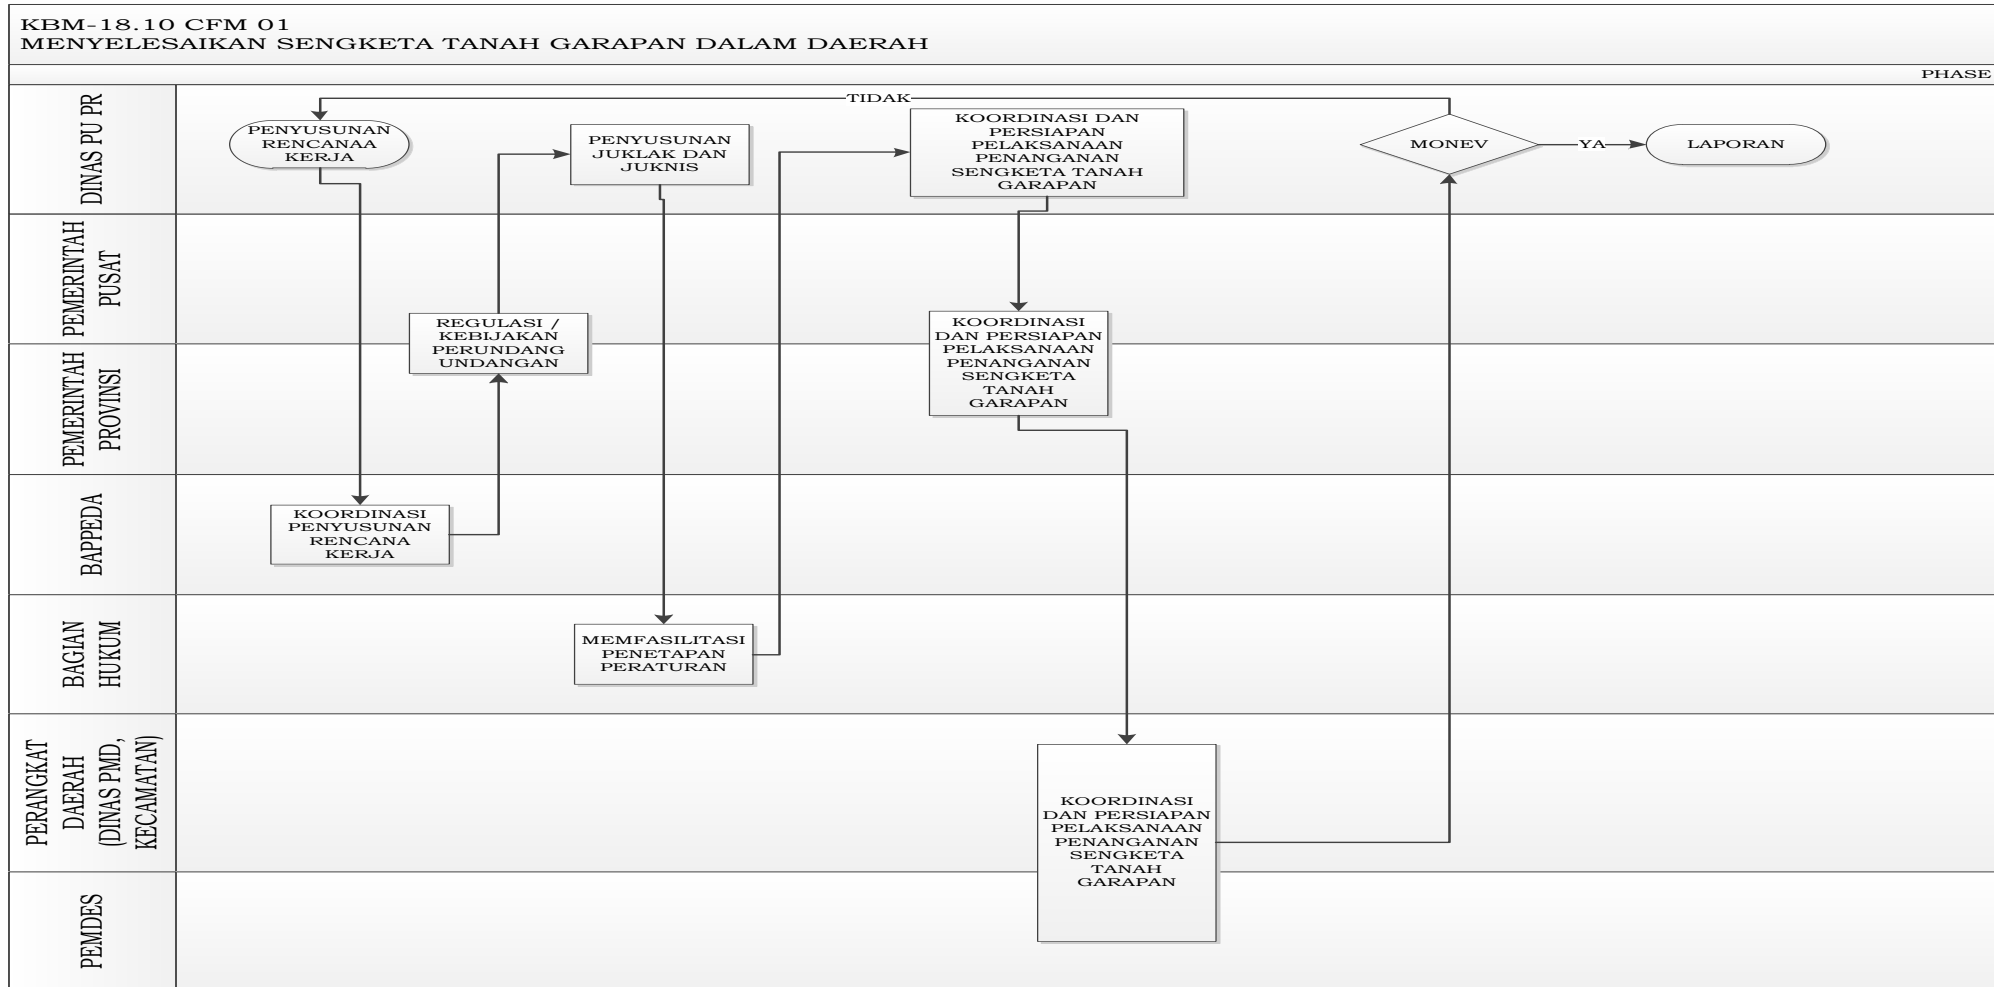 KBM-18.10 CFM 01
MENYELESAIKAN SENGKETA TANAH GARAPAN DALAM DAERAH
PHASE
DINAS PU PR
TIDAK
PENYUSUNAN
RENCANAA
KERJA
PENYUSUNAN
JUKLAK DAN
JUKNIS
KOORDINASI DAN
PERSIAPAN
PELAKSANAAN
PENANGANAN
SENGKETA TANAH
GARAPAN
MONEV
YA
LAPORAN
PEMERINTAH
PUSAT
REGULASI /
KEBIJAKAN
PERUNDANG
UNDANGAN
KOORDINASI
DAN PERSIAPAN
PELAKSANAAN
PENANGANAN
SENGKETA
TANAH
GARAPAN
PEMERINTAH
PROVINSI
BAPPEDA
KOORDINASI
PENYUSUNAN
RENCANA
KERJA
BAGIAN
HUKUM
MEMFASILITASI
PENETAPAN
PERATURAN
PERANGKAT
DAERAH
(DINAS PMD,
KECAMATAN)
KOORDINASI
DAN PERSIAPAN
PELAKSANAAN
PENANGANAN
SENGKETA
TANAH
GARAPAN
PEMDES